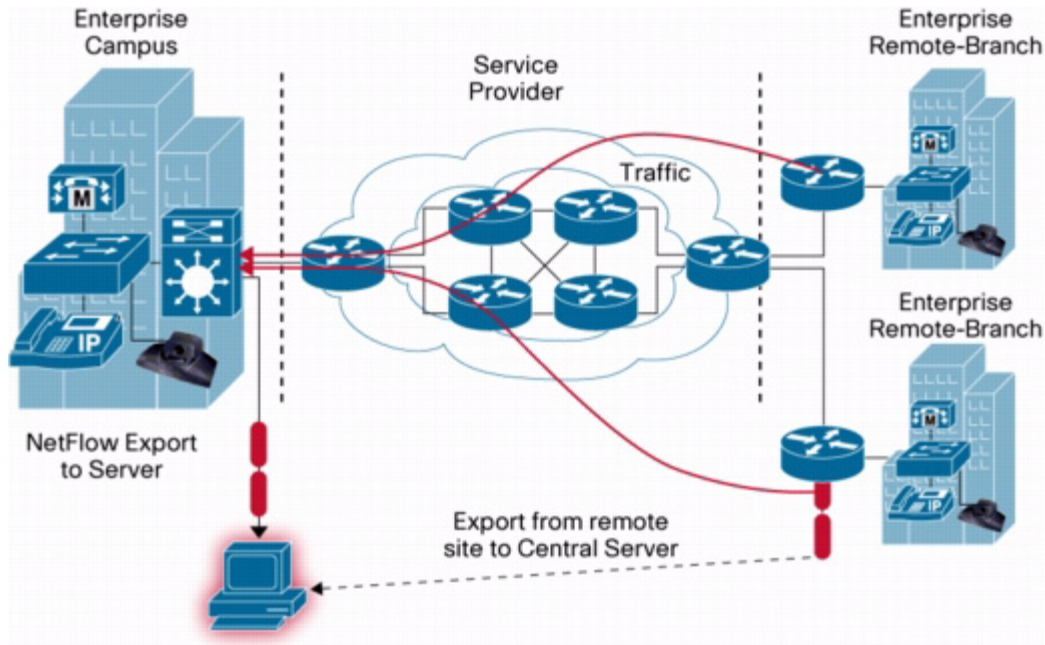 Enterprise
Campus
Service
Provider
Enterprise
Remote-Branch
Traffic
M
M
IP
IP
Enterprise
Remote-Branch
NetFlow Export
to Server
M
IP
Export from remote
site to Central Server